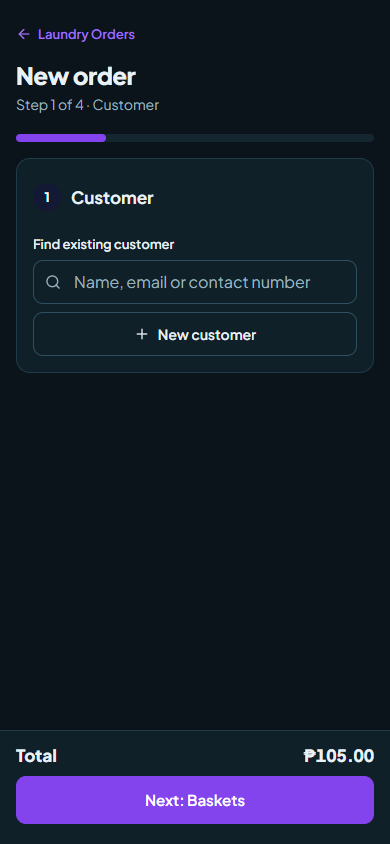 Laundry Orders
New order
Step 1 of 4 · Customer
1 Customer
Find existing customer
Name, email or contact number
New customer
Total ₱105.00
Next: Baskets